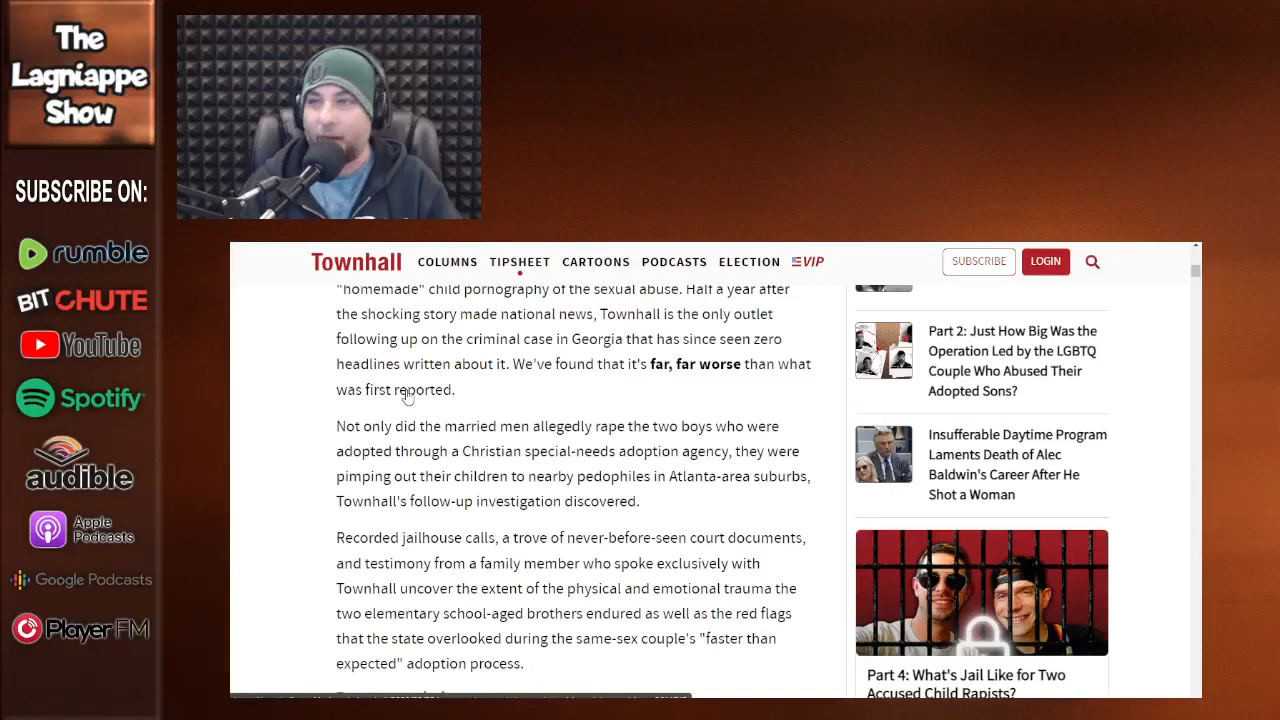 The
Lagniappe
Show
SUBSCRIBE ON:
rumble
BIT CHUTE
YouTube
Spotify
audible
Apple
Podcasts
Google Podcasts
Player FM
Townhall COLUMNS TIPSHEET CARTOONS PODCASTS ELECTION VIP SUBSCRIBE LOGIN
"homemade" child pornography of the sexual abuse. Half a year after
the shocking story made national news, Townhall is the only outlet
following up on the criminal case in Georgia that has since seen zero
headlines written about it. We've found that it's far, far worse than what
was first reported.
Not only did the married men allegedly rape the two boys who were
adopted through a Christian special-needs adoption agency, they were
pimping out their children to nearby pedophiles in Atlanta-area suburbs,
Townhall's follow-up investigation discovered.
Recorded jailhouse calls, a trove of never-before-seen court documents,
and testimony from a family member who spoke exclusively with
Townhall uncover the extent of the physical and emotional trauma the
two elementary school-aged brothers endured as well as the red flags
that the state overlooked during the same-sex couple's "faster than
expected" adoption process.
Part 2: Just How Big Was the
Operation Led by the LGBTQ
Couple Who Abused Their
Adopted Sons?
Insufferable Daytime Program
Laments Death of Alec
Baldwin's Career After He
Shot a Woman
Part 4: What's Jail Like for Two
Accused Child Rapists?